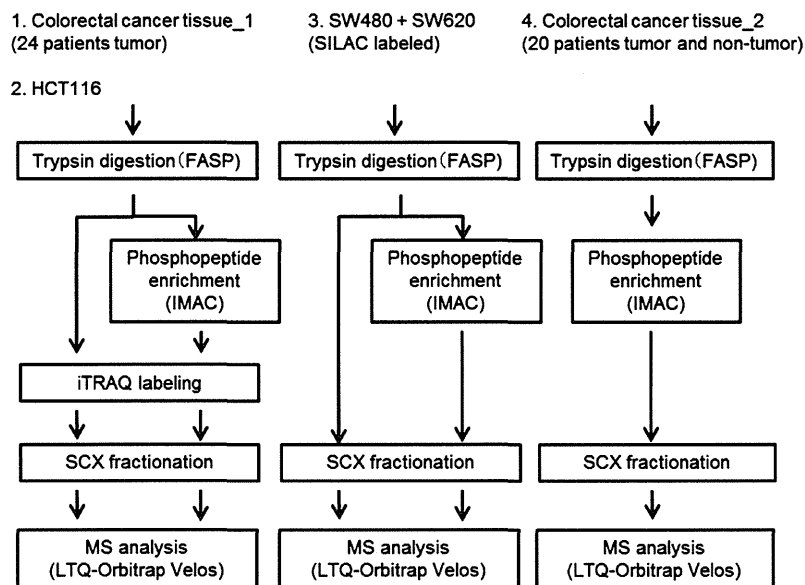 1. Colorectal cancer tissue_1
(24 patients tumor)
2. HCT116
Trypsin digestion(FASP)
Phosphopeptide
enrichment
(IMAC)
iTRAQ labeling
SCX fractionation
MS analysis
(LTQ-Orbitrap Velos)
3. SW480 + SW620
(SILAC labeled)
Trypsin digestion(FASP)
Phosphopeptide
enrichment
(IMAC)
SCX fractionation
MS analysis
(LTQ-Orbitrap Velos)
4. Colorectal cancer tissue_2
(20 patients tumor and non-tumor)
Trypsin digestion(FASP)
Phosphopeptide
enrichment
(IMAC)
SCX fractionation
MS analysis
(LTQ-Orbitrap Velos)